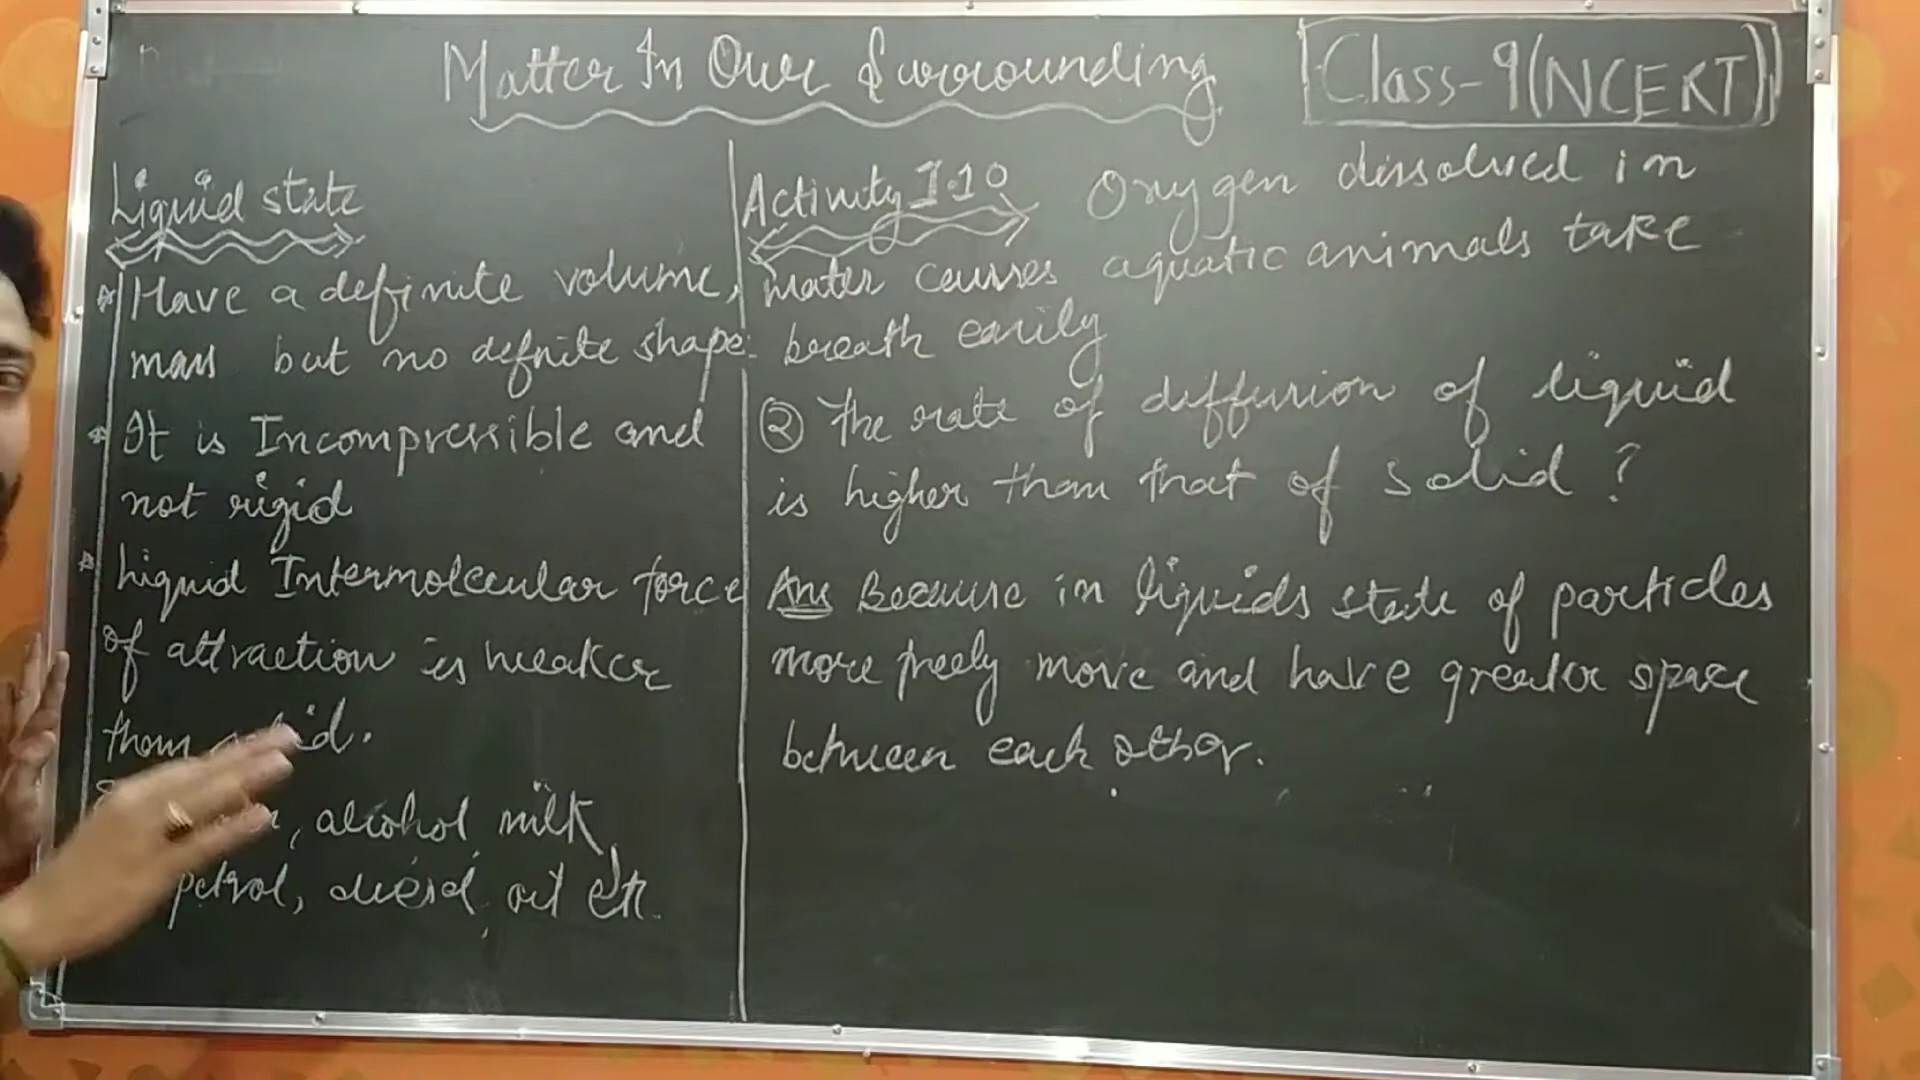 Matter In Our Surrounding
Class-9(NCERT)
Liquid state
Have a definite volume,
mass but no definite shape.
It is Incompressible and
not rigid
Liquid Intermolecular force
of attraction is weaker
than solid.
, alcohol milk,
petrol, diesel, oil etc.
Activity 1.10 Oxygen dissolved in
water causes aquatic animals take
breath easily
② The rate of diffusion of liquid
is higher than that of solid ?
Ans Because in liquids state of particles
more freely move and have greater space
between each other.